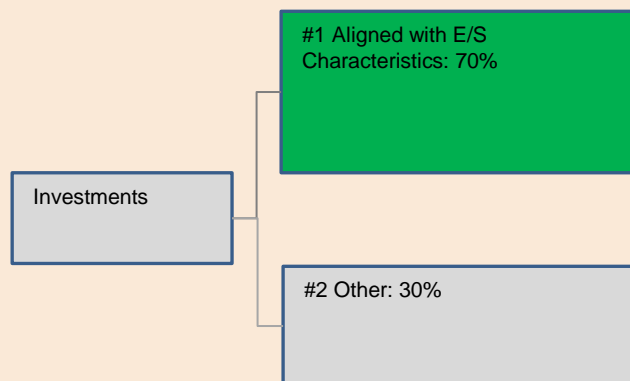 #1 Aligned with E/S
Characteristics: 70%
Investments
#2 Other: 30%